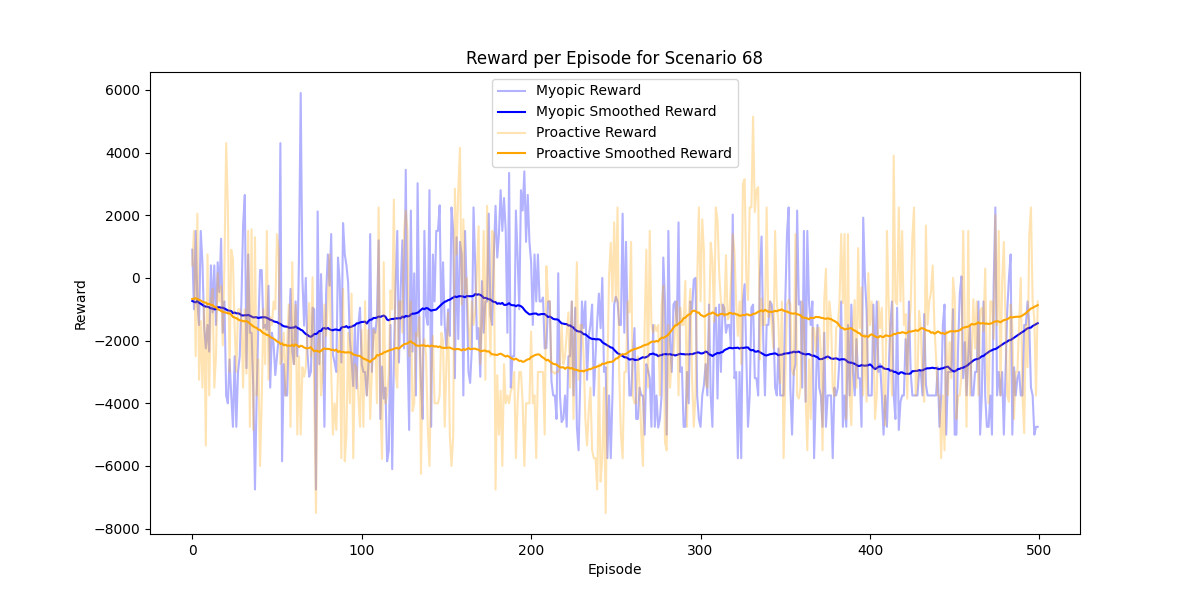 Reward per Episode for Scenario 68
Myopic Reward
Myopic Smoothed Reward
Proactive Reward
Proactive Smoothed Reward
6000
4000
2000
0
−2000
−4000
−6000
−8000
Reward
0 100 200 300 400 500
Episode